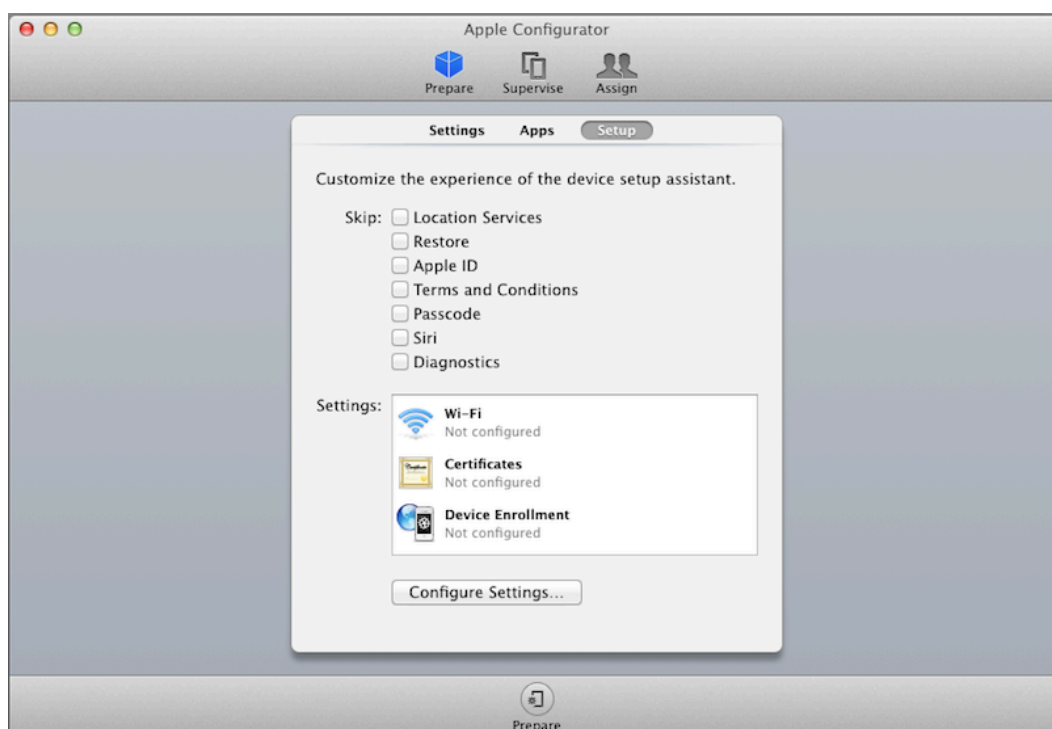 Apple Configurator
Prepare Supervise Assign
Settings Apps Setup
Customize the experience of the device setup assistant.
Skip: Location Services
Restore
Apple ID
Terms and Conditions
Passcode
Siri
Diagnostics
Settings: Wi-Fi
Not configured
Certificates
Not configured
Device Enrollment
Not configured
Configure Settings...
Prepare